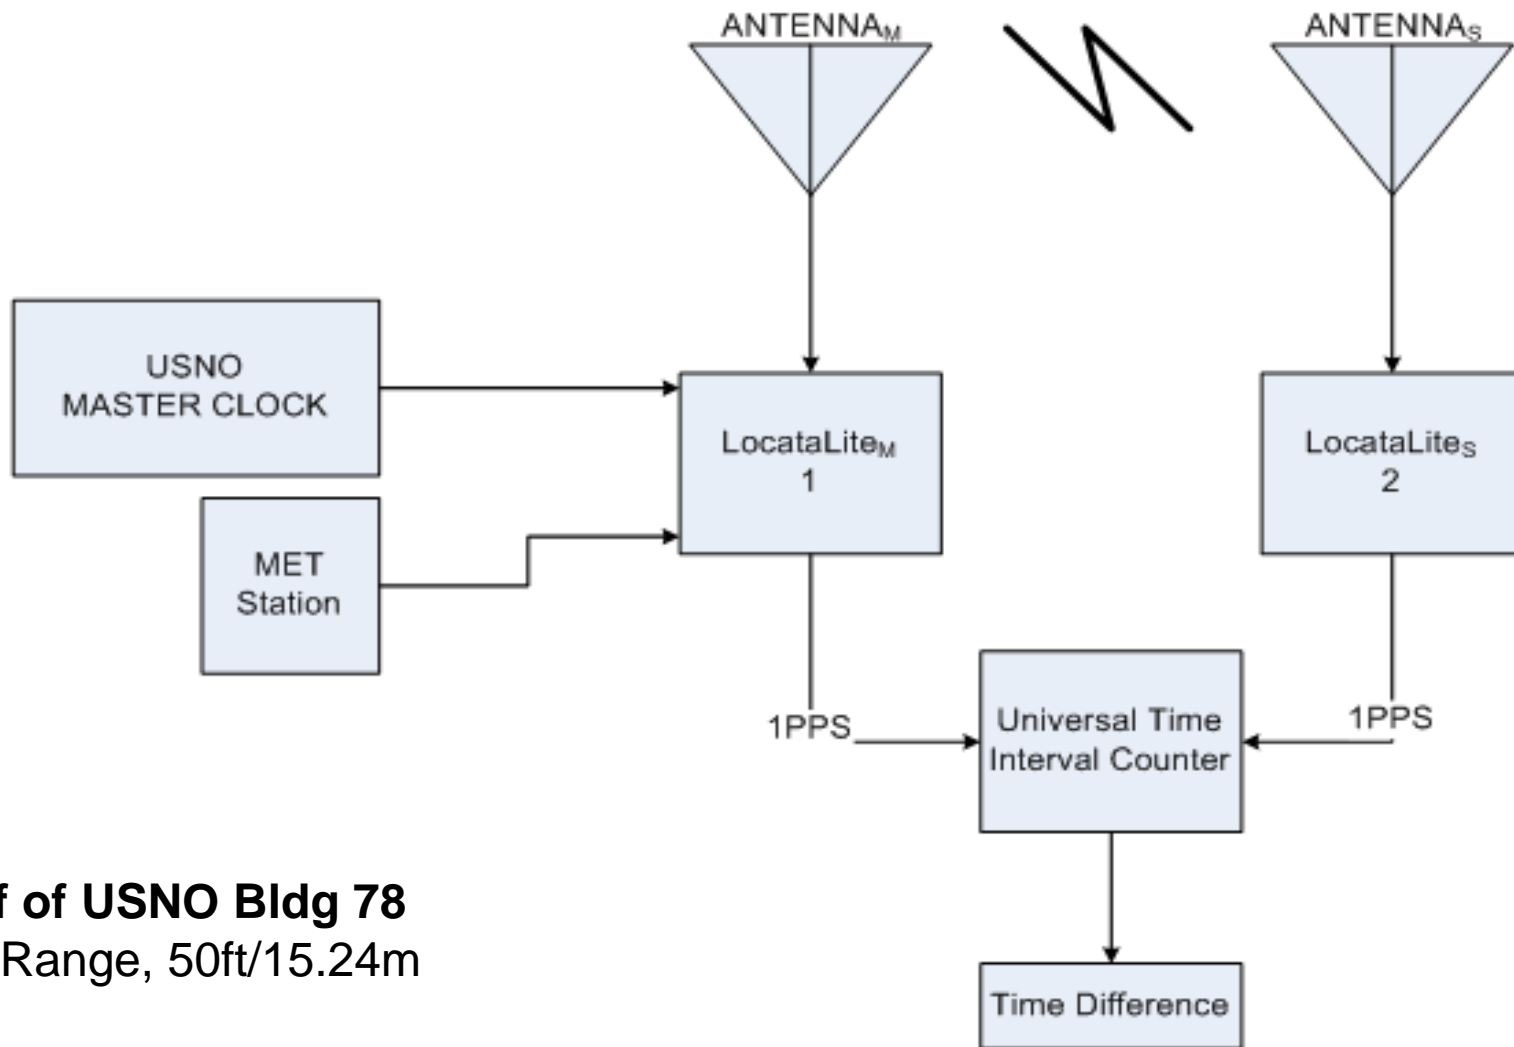 ANTENNAM
ANTENNAS
USNO
MASTER CLOCK
LocataLiteM
1
LocataLiteS
2
MET
Station
1PPS
1PPS
Universal Time
Interval Counter
of USNO Bldg 78
Range, 50ft/15.24m
Time Difference